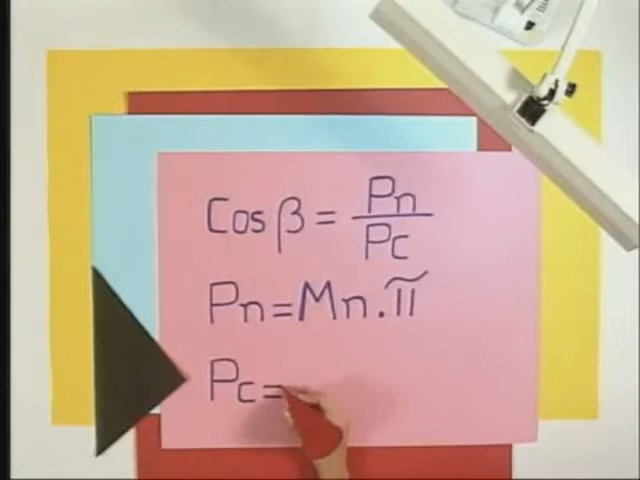 Cos β = Pn / Pc
Pn = Mn . π
Pc =